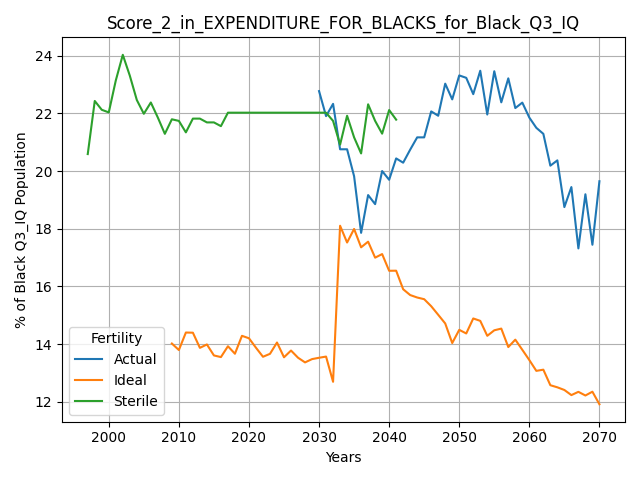 Score_2_in_EXPENDITURE_FOR_BLACKS_for_Black_Q3_IQ
% of Black Q3_IQ Population
24
22
20
18
16
14
12
Fertility
Actual
Ideal
Sterile
2000 2010 2020 2030 2040 2050 2060 2070
Years